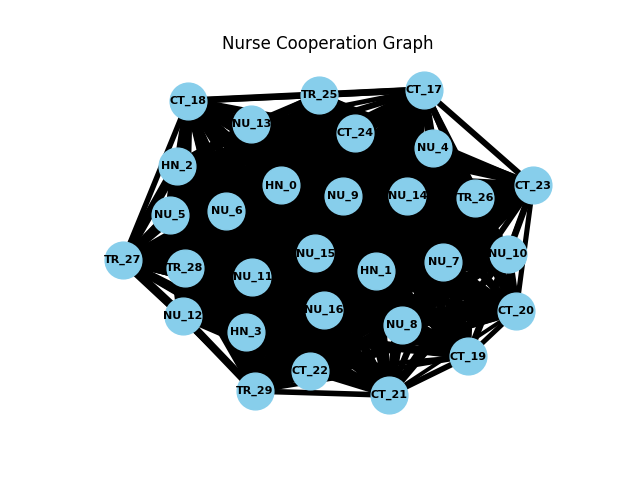 Nurse Cooperation Graph
CT_17
TR_25
CT_18
NU_13
CT_24
NU_4
HN_2
HN_0
CT_23
NU_9
NU_14
TR_26
NU_6
NU_5
NU_15
NU_10
TR_27
NU_7
TR_28
HN_1
NU_11
NU_16
CT_20
NU_12
NU_8
HN_3
CT_19
CT_22
TR_29
CT_21